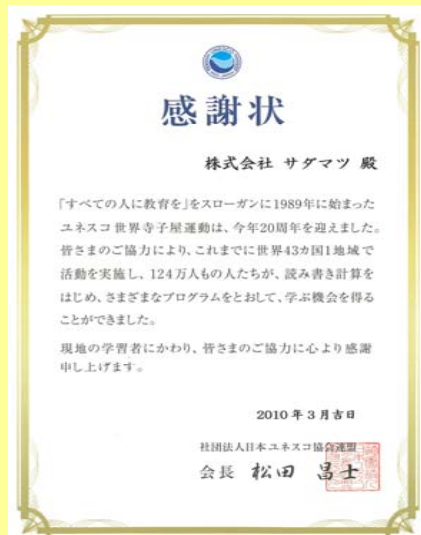 感謝状
株式会社 サダマツ 殿
「すべての人に教育を」をスローガンに1989年に始まった
ユネスコ世界寺子屋運動は、今年20周年を迎えました。
皆さまのご協力により、これまでに世界43カ国1地域で
活動を実施し、124万人もの人たちが、読み書き計算を
はじめ、さまざまなプログラムをとおして、学ぶ機会を得る
ことができました。
現地の学習者にかわり、皆さまのご協力に心より感謝
申し上げます。
2010年3月吉日
社団法人日本ユネスコ協会連盟
会長 松田 昌士